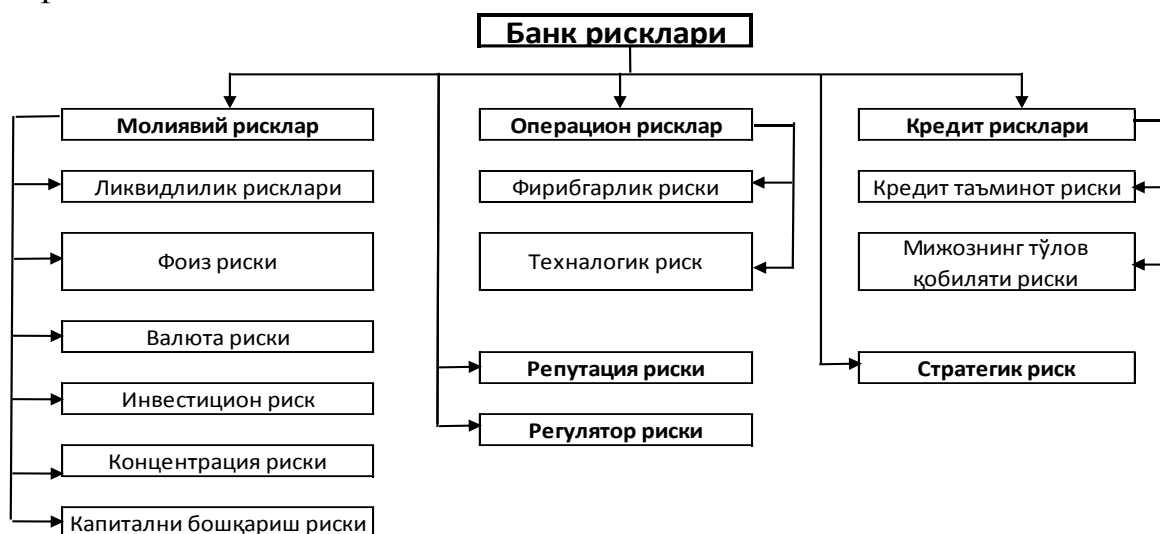 Банк рисклари
Молиявий рисклар
Операцион рисклар
Кредит рисклари
Ликвидлилик рисклари
Фирибгарлик риски
Кредит таъминот риски
Фоиз риски
Техналогик риск
Мижознинг тўлов
қобиляти риски
Валюта риски
Репутация риски
Стратегик риск
Инвестицион риск
Регулятор риски
Концентрация риски
Капитални бошқариш риски